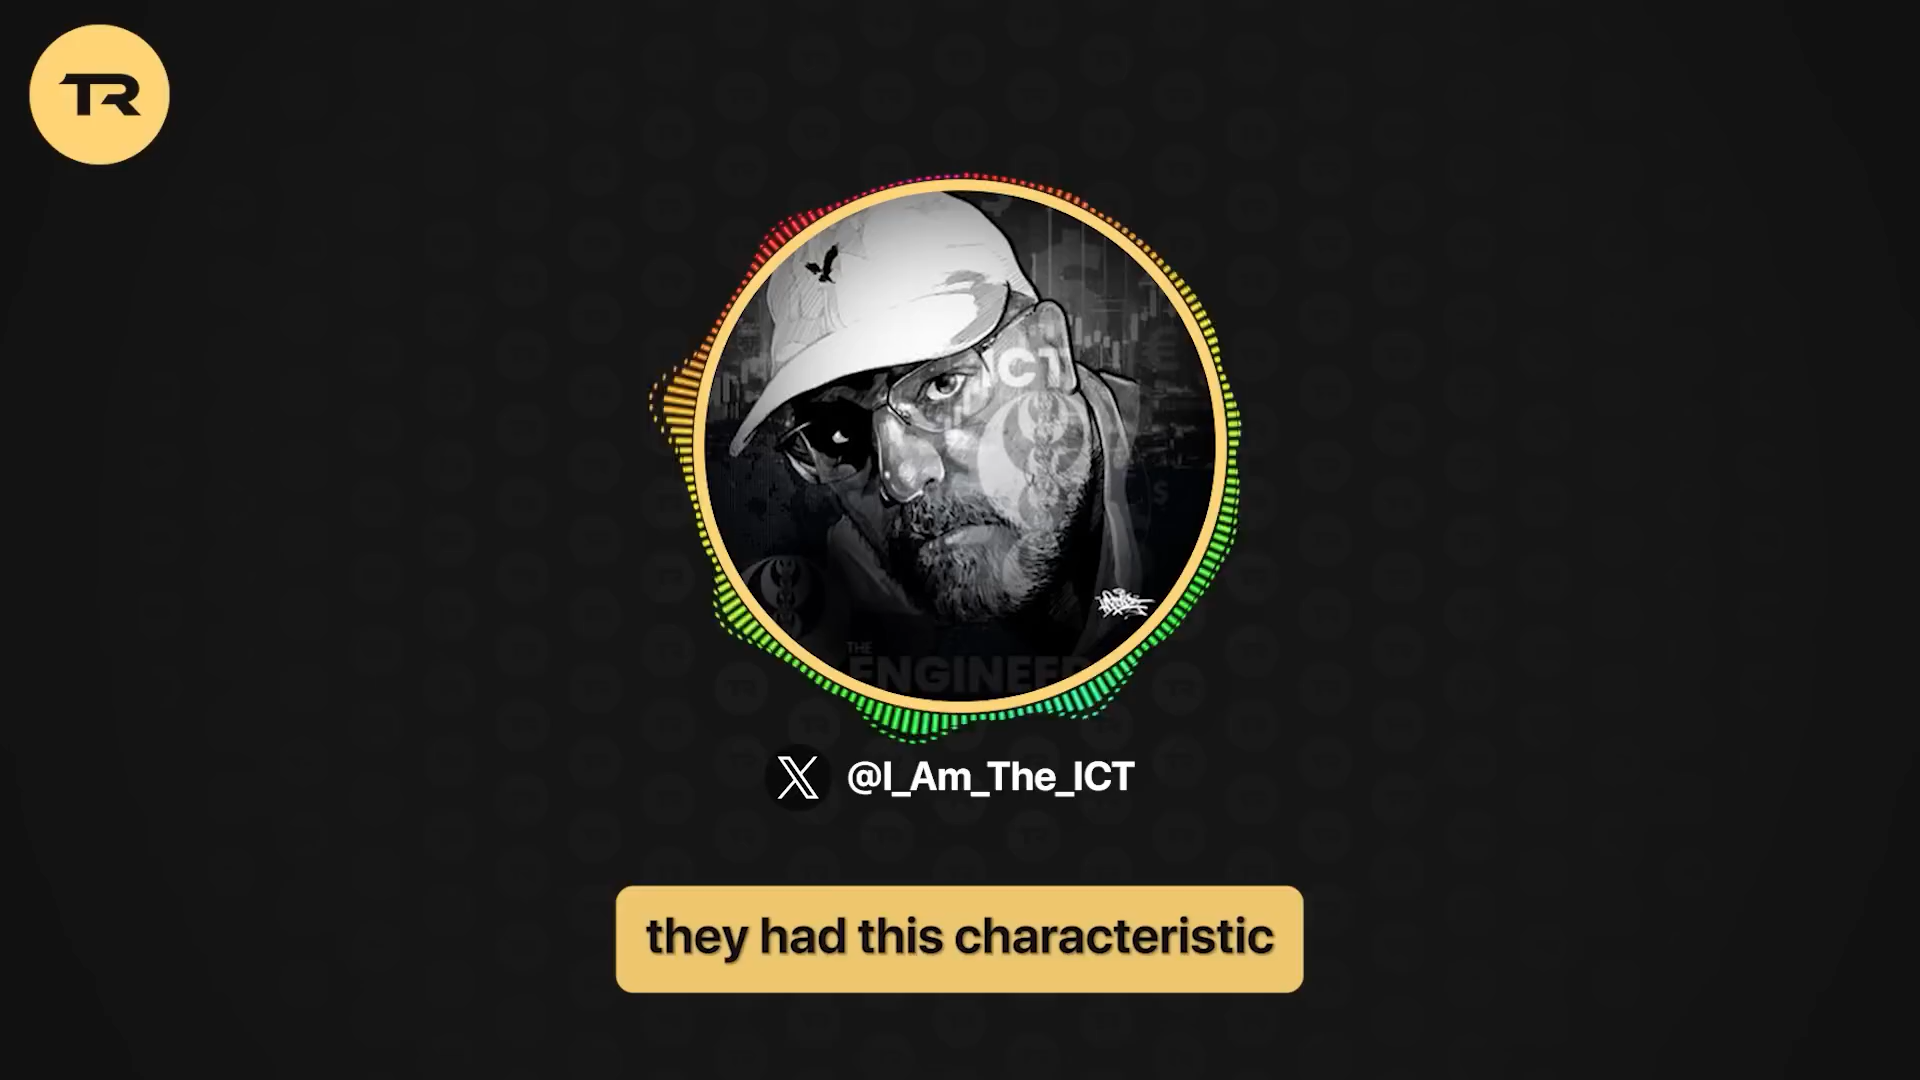 TR
ICT
THE
ENGINEER
@I_Am_The_ICT
they had this characteristic